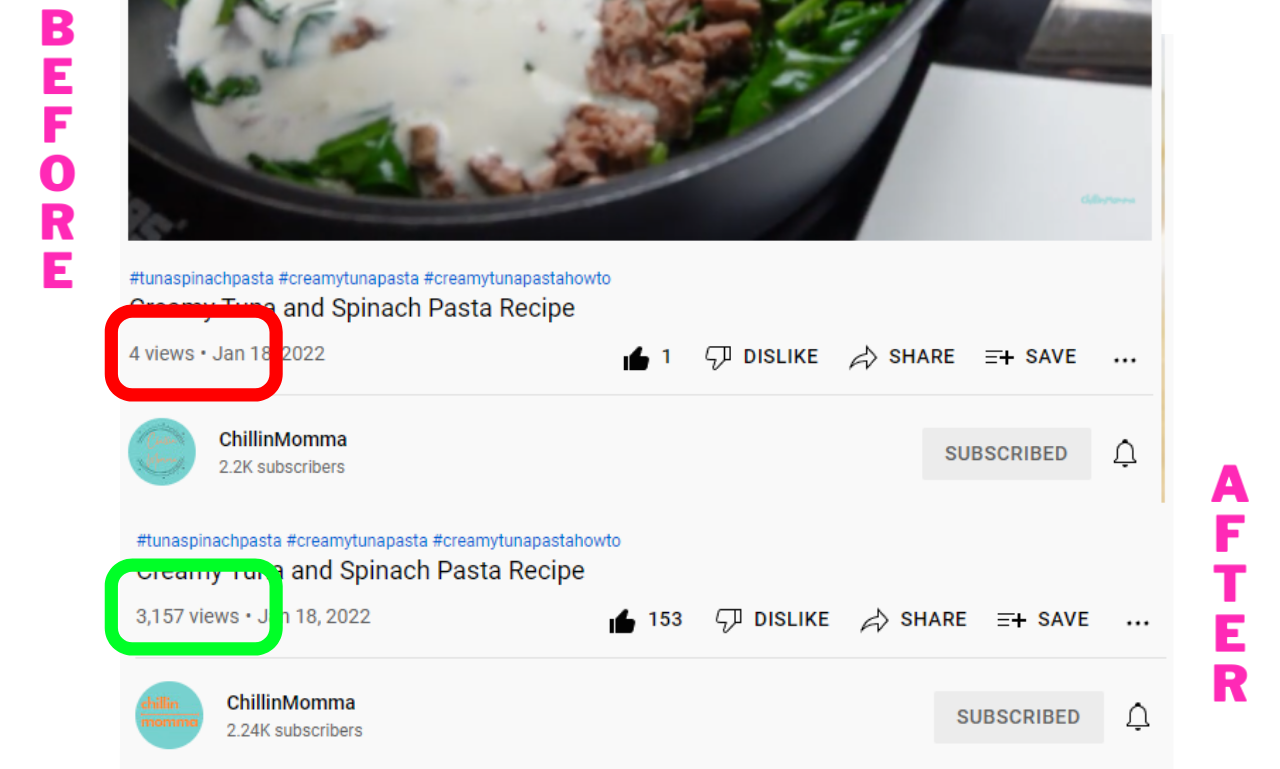 BEFORE
chillinmomma
#tunaspinachpasta #creamytunapasta #creamytunapastahowto
Creamy Tuna and Spinach Pasta Recipe
4 views • Jan 18, 2022
1 DISLIKE SHARE SAVE ...
ChillinMomma
2.2K subscribers
SUBSCRIBED
#tunaspinachpasta #creamytunapasta #creamytunapastahowto
Creamy Tuna and Spinach Pasta Recipe
3,157 views • Jan 18, 2022
153 DISLIKE SHARE SAVE ...
chillin
momma
ChillinMomma
2.24K subscribers
SUBSCRIBED
AFTER